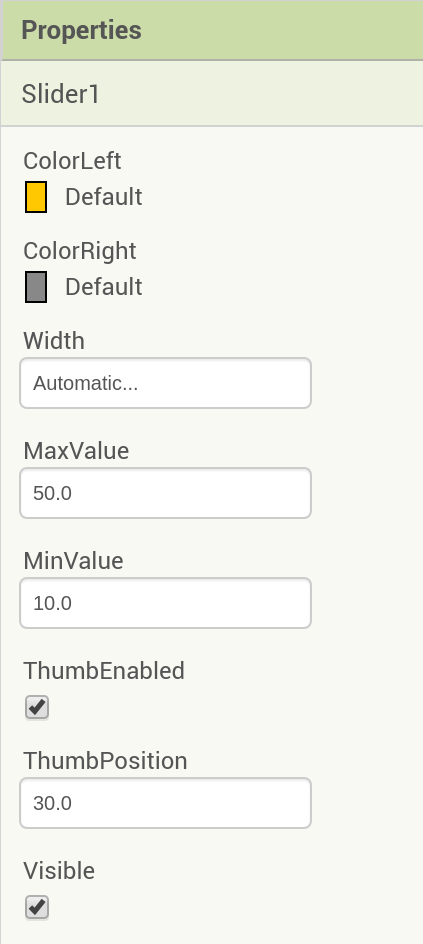 Properties
Slider1
ColorLeft
Default
ColorRight
Default
Width
Automatic...
MaxValue
50.0
MinValue
10.0
ThumbEnabled
ThumbPosition
30.0
Visible